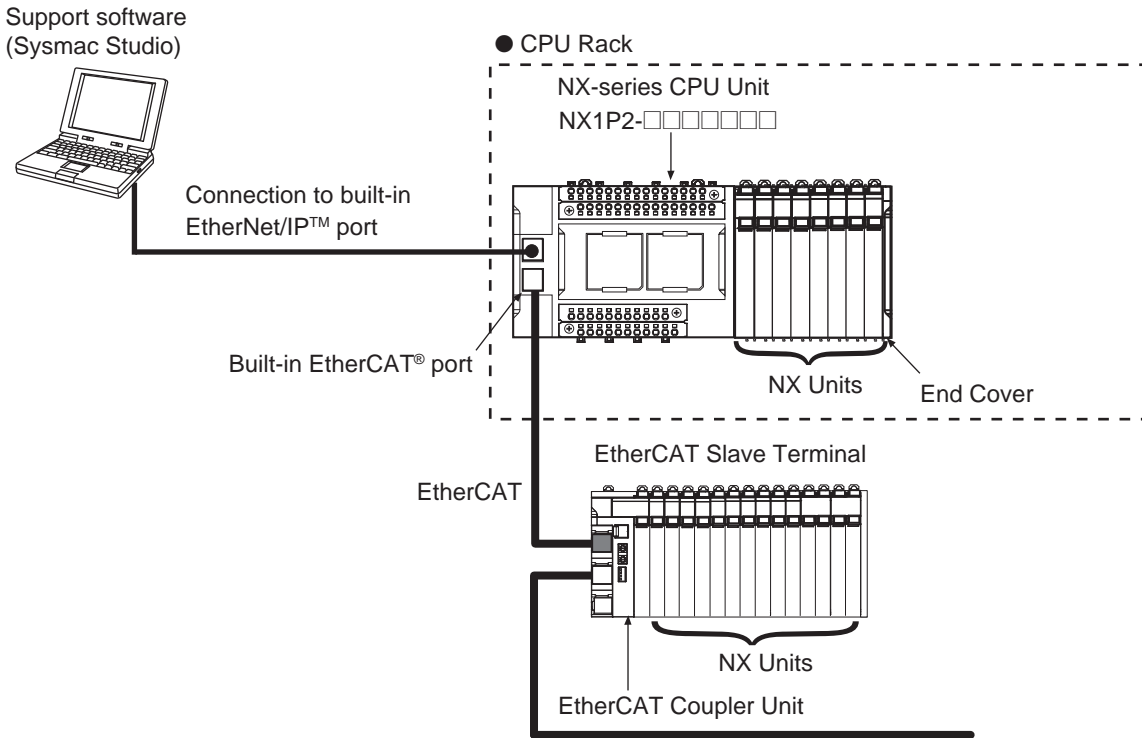 Support software
(Sysmac Studio)
● CPU Rack
NX-series CPU Unit
NX1P2-□□□□□□□
Connection to built-in
EtherNet/IP™ port
Built-in EtherCAT® port
NX Units
End Cover
EtherCAT Slave Terminal
EtherCAT
NX Units
EtherCAT Coupler Unit